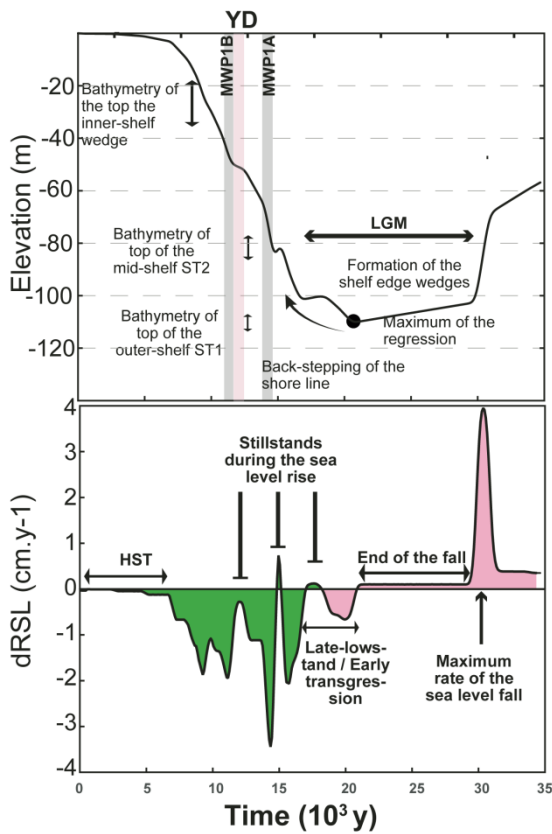 YD
MWP1B
MWP1A
-20
-40
-60
-80
-100
-120
Elevation (m)
Bathymetry of
the top the
inner-shelf
wedge
LGM
Bathymetry of
top of the
mid-shelf ST2
Formation of the
shelf edge wedges
Bathymetry of
top of the
outer-shelf ST1
Maximum of the
regression
Back-stepping of the
shore line
4
3
2
1
0
-1
-2
-3
-4
dRSL (cm.y-1)
Stillstands
during the sea
level rise
HST
End of the fall
Late-lows-
tand / Early
transgres-
sion
Maximum
rate of the
sea level fall
0 5 10 15 20 25 30 35
Time (10³ y)